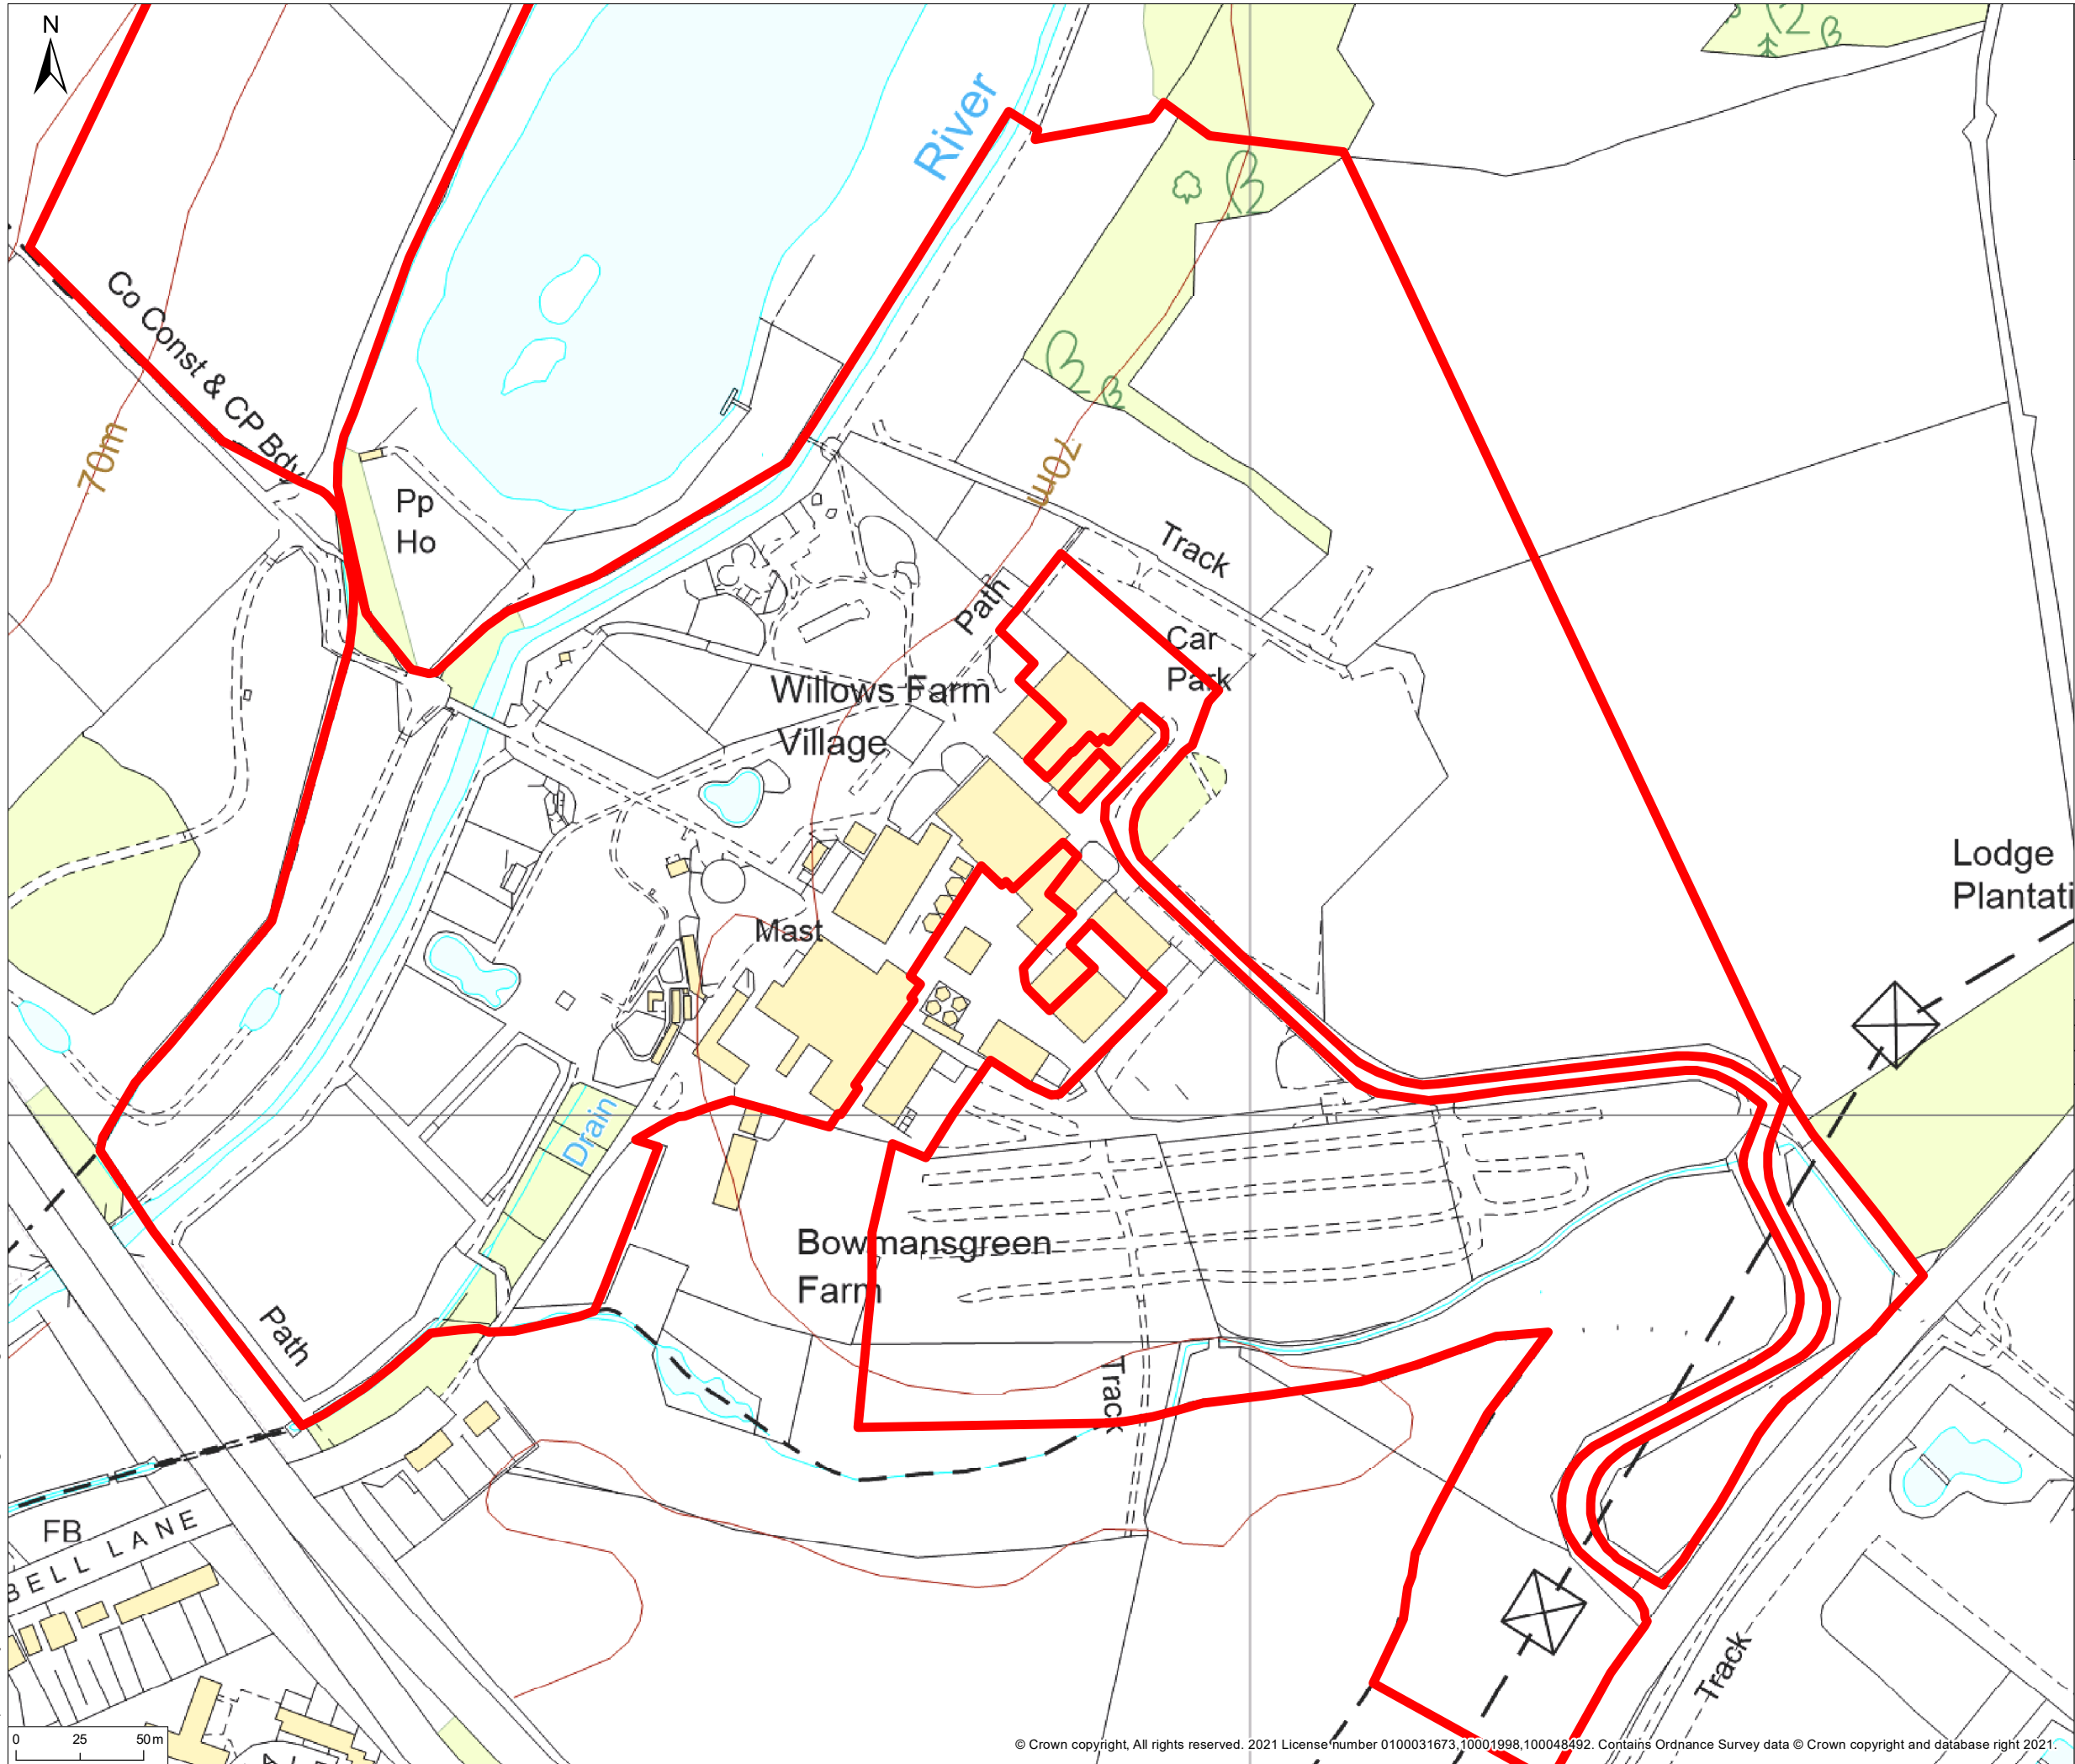 N
River
Co Const & CP Bdy
70m
Pp
Ho
70m
Track
Path
Car
Park
Willows Farm
Village
Lodge
Plantati
Mast
Drain
Bowmansgreen
Farm
Path
Track
FB
BELL LANE
Track
0 25 50m
© Crown copyright, All rights reserved. 2021 License number 0100031673,10001998,100048492. Contains Ordnance Survey data © Crown copyright and database right 2021.